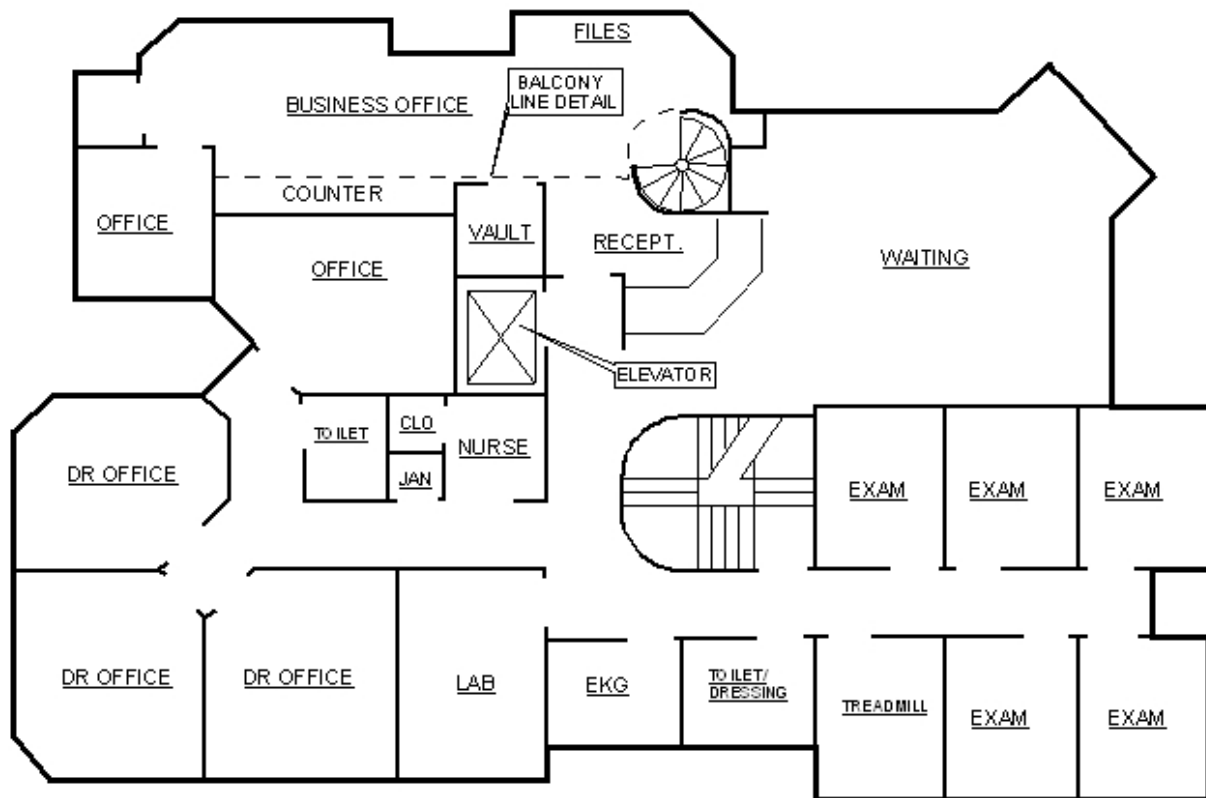 FILES
BALCONY
LINE DETAIL
BUSINESS OFFICE
COUNTER
OFFICE
VAULT
RECEPT.
OFFICE
WAITING
ELEVATOR
TOILET
CLO
NURSE
JAN
DR OFFICE
EXAM
EXAM
EXAM
DR OFFICE
DR OFFICE
LAB
EKG
TOILET/
DRESSING
TREADMILL
EXAM
EXAM